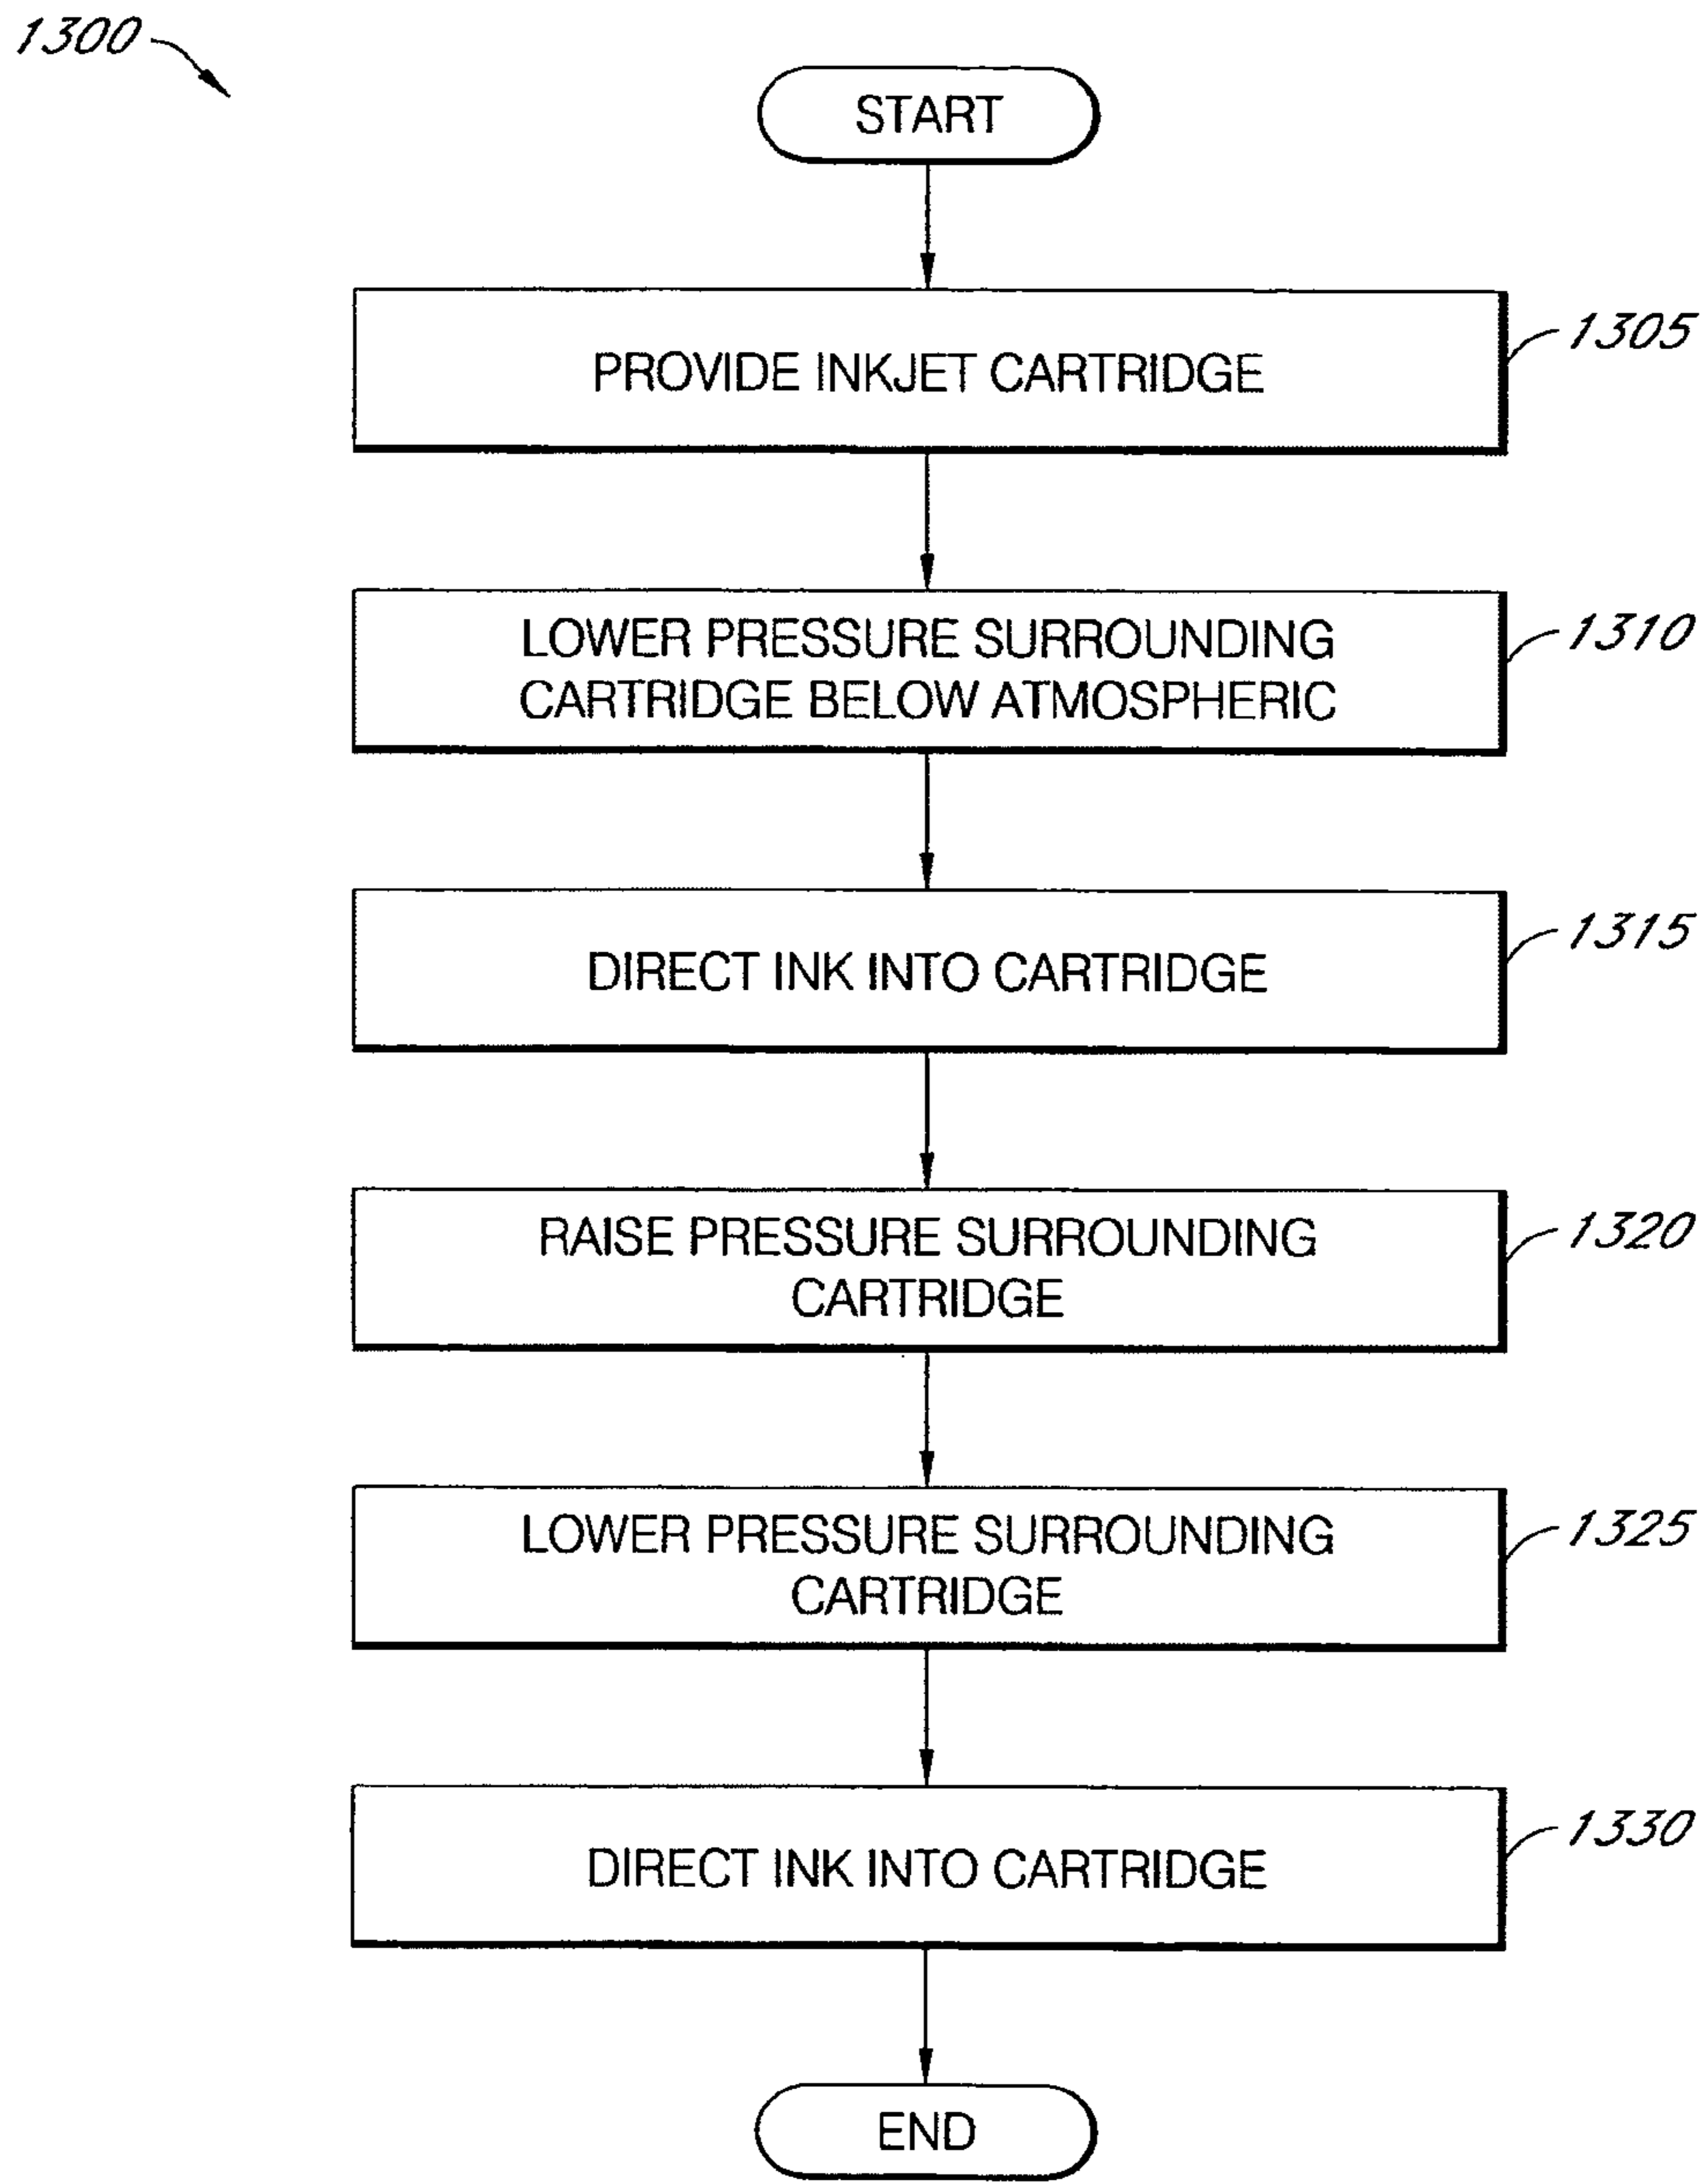 1300
START
PROVIDE INKJET CARTRIDGE
1305
LOWER PRESSURE SURROUNDING
CARTRIDGE BELOW ATMOSPHERIC
1310
DIRECT INK INTO CARTRIDGE
1315
RAISE PRESSURE SURROUNDING
CARTRIDGE
1320
LOWER PRESSURE SURROUNDING
CARTRIDGE
1325
DIRECT INK INTO CARTRIDGE
1330
END